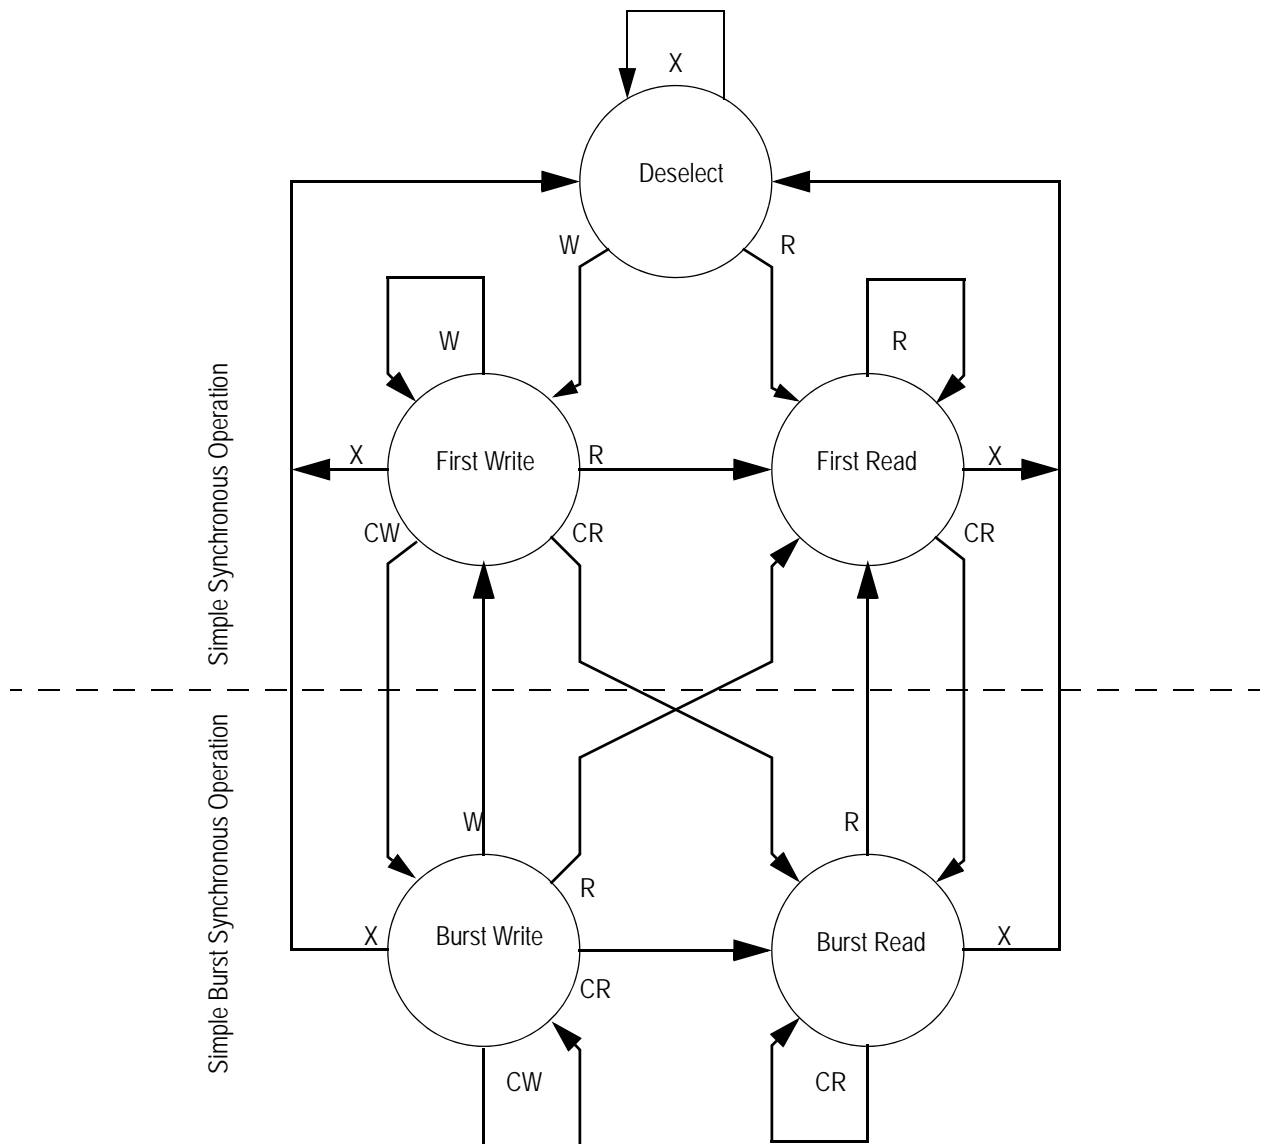 X
Deselect
W
R
W
R
Simple Synchronous Operation
X
First Write
R
First Read
X
CW
CR
CR
Simple Burst Synchronous Operation
W
R
R
X
Burst Write
Burst Read
X
CR
CW
CR